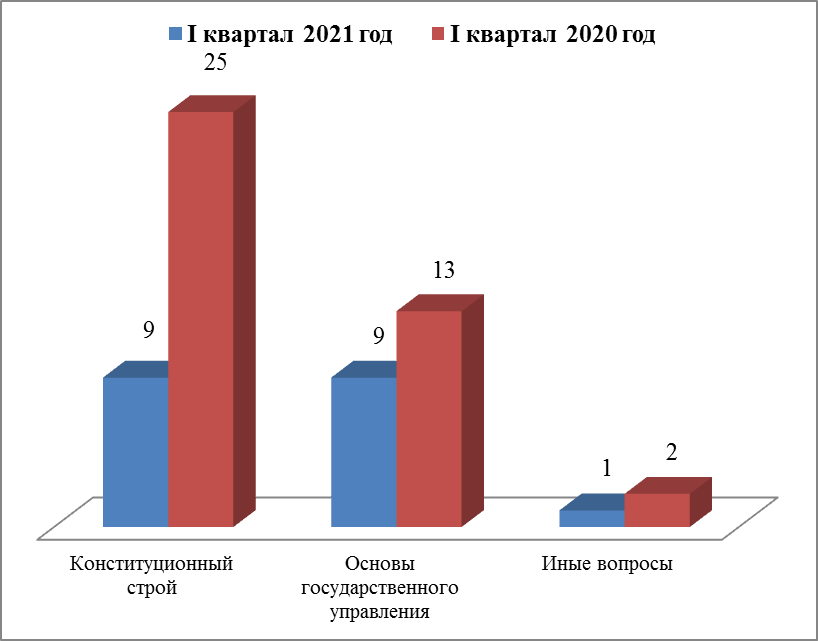 I квартал 2021 год I квартал 2020 год
25
13
9
9
2
1
Конституционный строй
Основы государственного управления
Иные вопросы